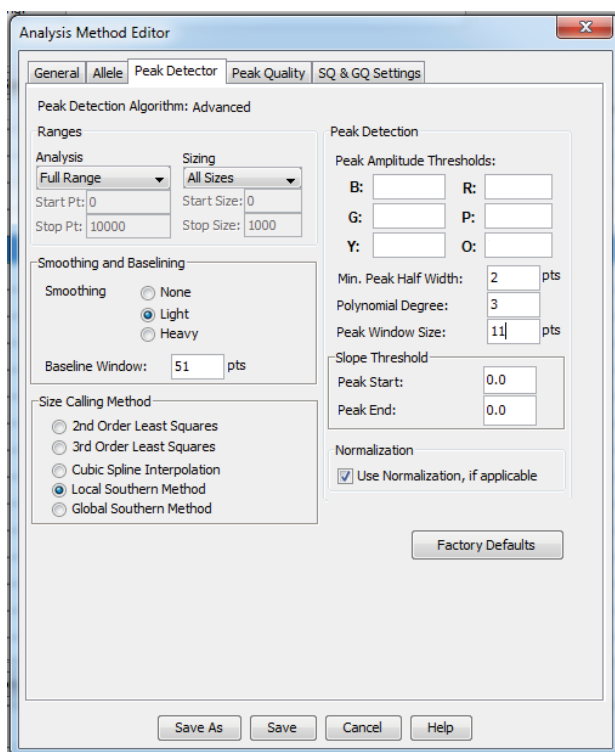 Analysis Method Editor
General Allele Peak Detector Peak Quality SQ & GQ Settings
Peak Detection Algorithm: Advanced
Ranges
Analysis Sizing
Full Range All Sizes
Start Pt: 0 Start Size: 0
Stop Pt: 10000 Stop Size: 1000
Smoothing and Baselining
Smoothing None
Light
Heavy
Baseline Window: 51 pts
Size Calling Method
2nd Order Least Squares
3rd Order Least Squares
Cubic Spline Interpolation
Local Southern Method
Global Southern Method
Peak Detection
Peak Amplitude Thresholds:
B: R:
G: P:
Y: O:
Min. Peak Half Width: 2 pts
Polynomial Degree: 3
Peak Window Size: 11 pts
Slope Threshold
Peak Start: 0.0
Peak End: 0.0
Normalization
Use Normalization, if applicable
Factory Defaults
Save As Save Cancel Help